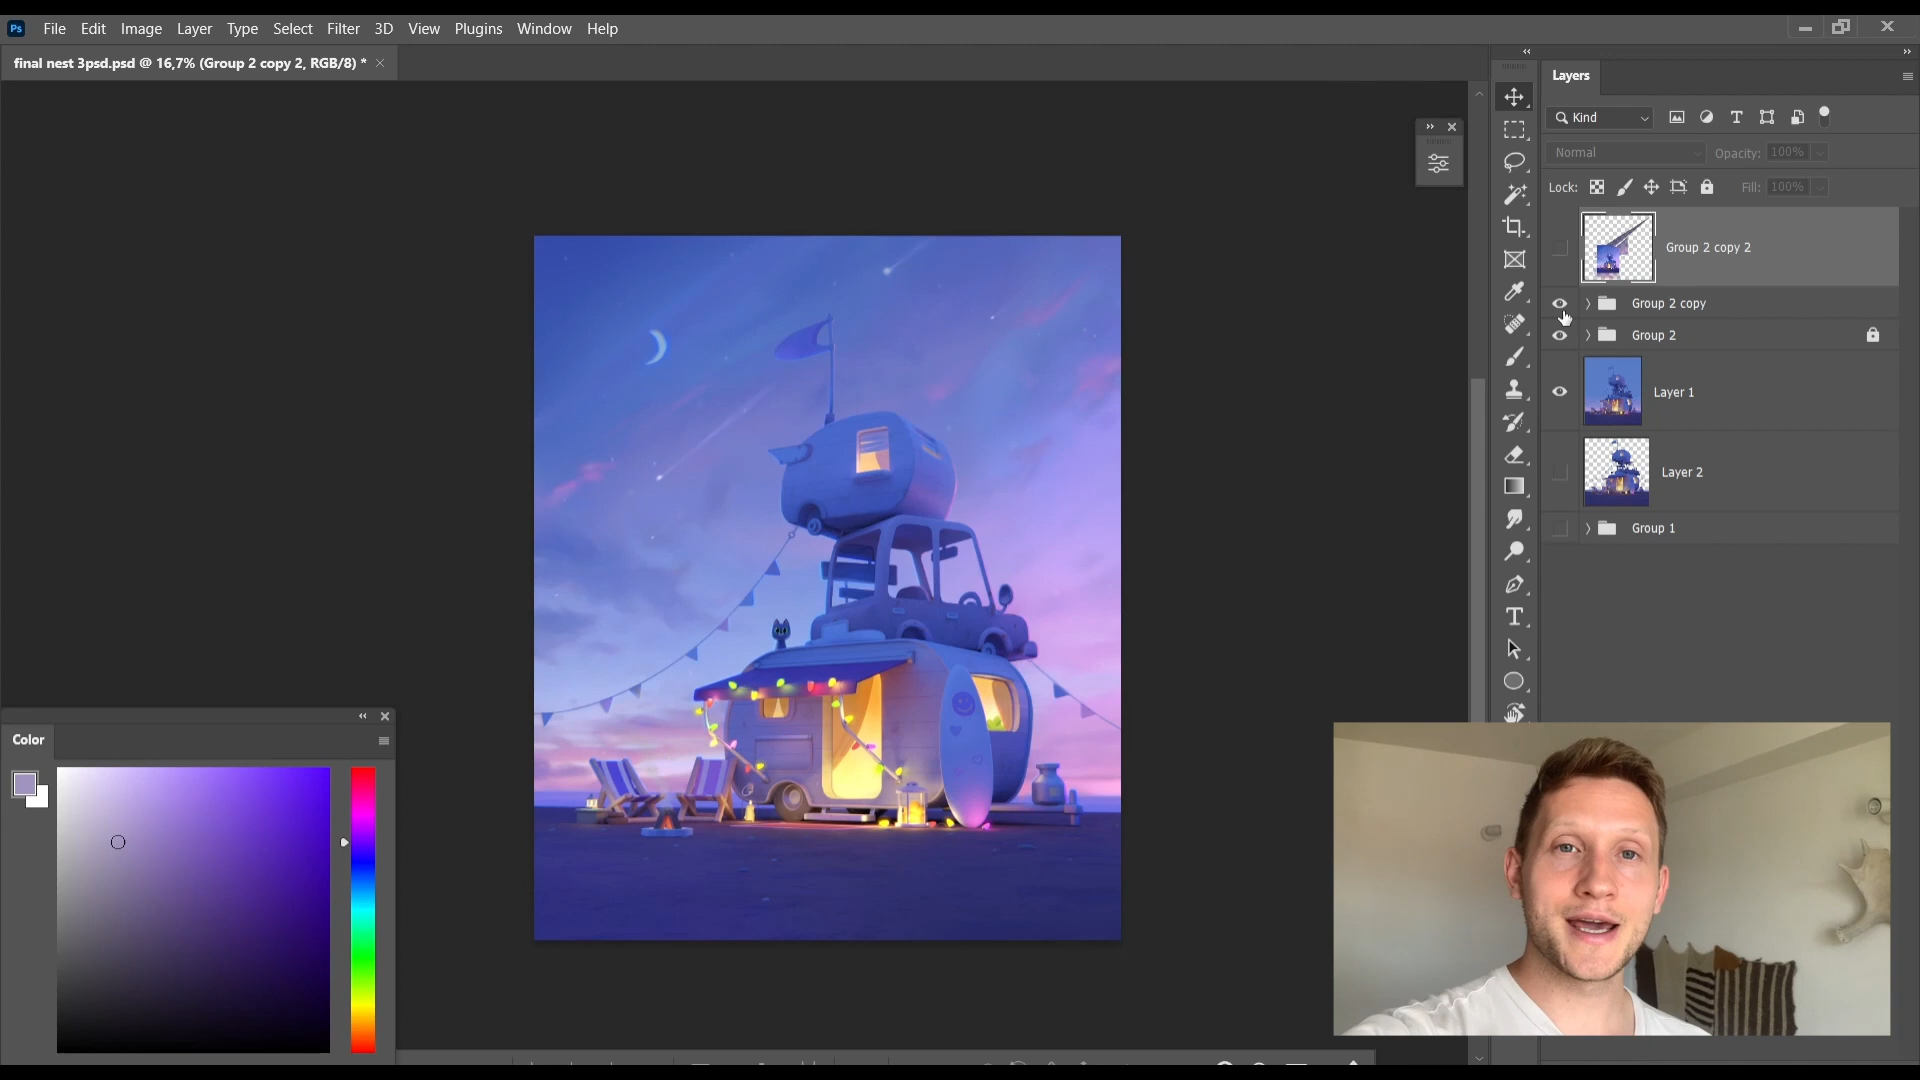 Ps File Edit Image Layer Type Select Filter 3D View Plugins Window Help
final nest 3psd.psd @ 16,7% (Group 2 copy 2, RGB/8) *
Layers
Kind
Normal Opacity: 100%
Lock: Fill: 100%
Group 2 copy 2
Group 2 copy
Group 2
Layer 1
Layer 2
Group 1
Color